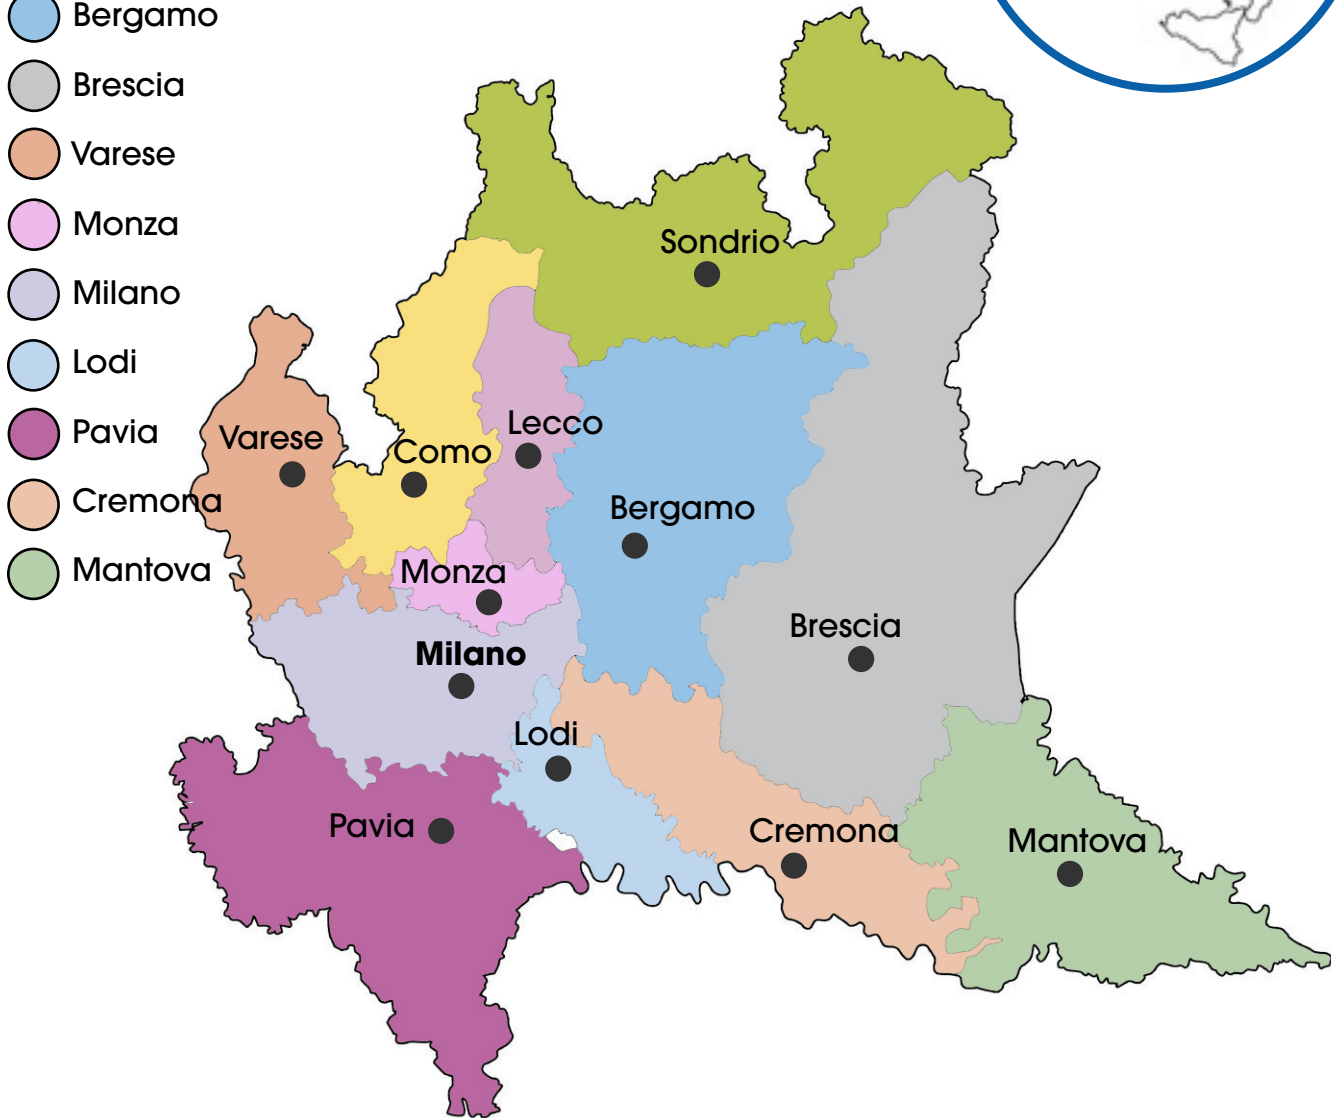 Bergamo
Brescia
Varese
Monza
Milano
Lodi
Pavia
Cremona
Mantova
Sondrio
Lecco
Varese
Como
Bergamo
Monza
Brescia
Milano
Lodi
Pavia
Cremona
Mantova